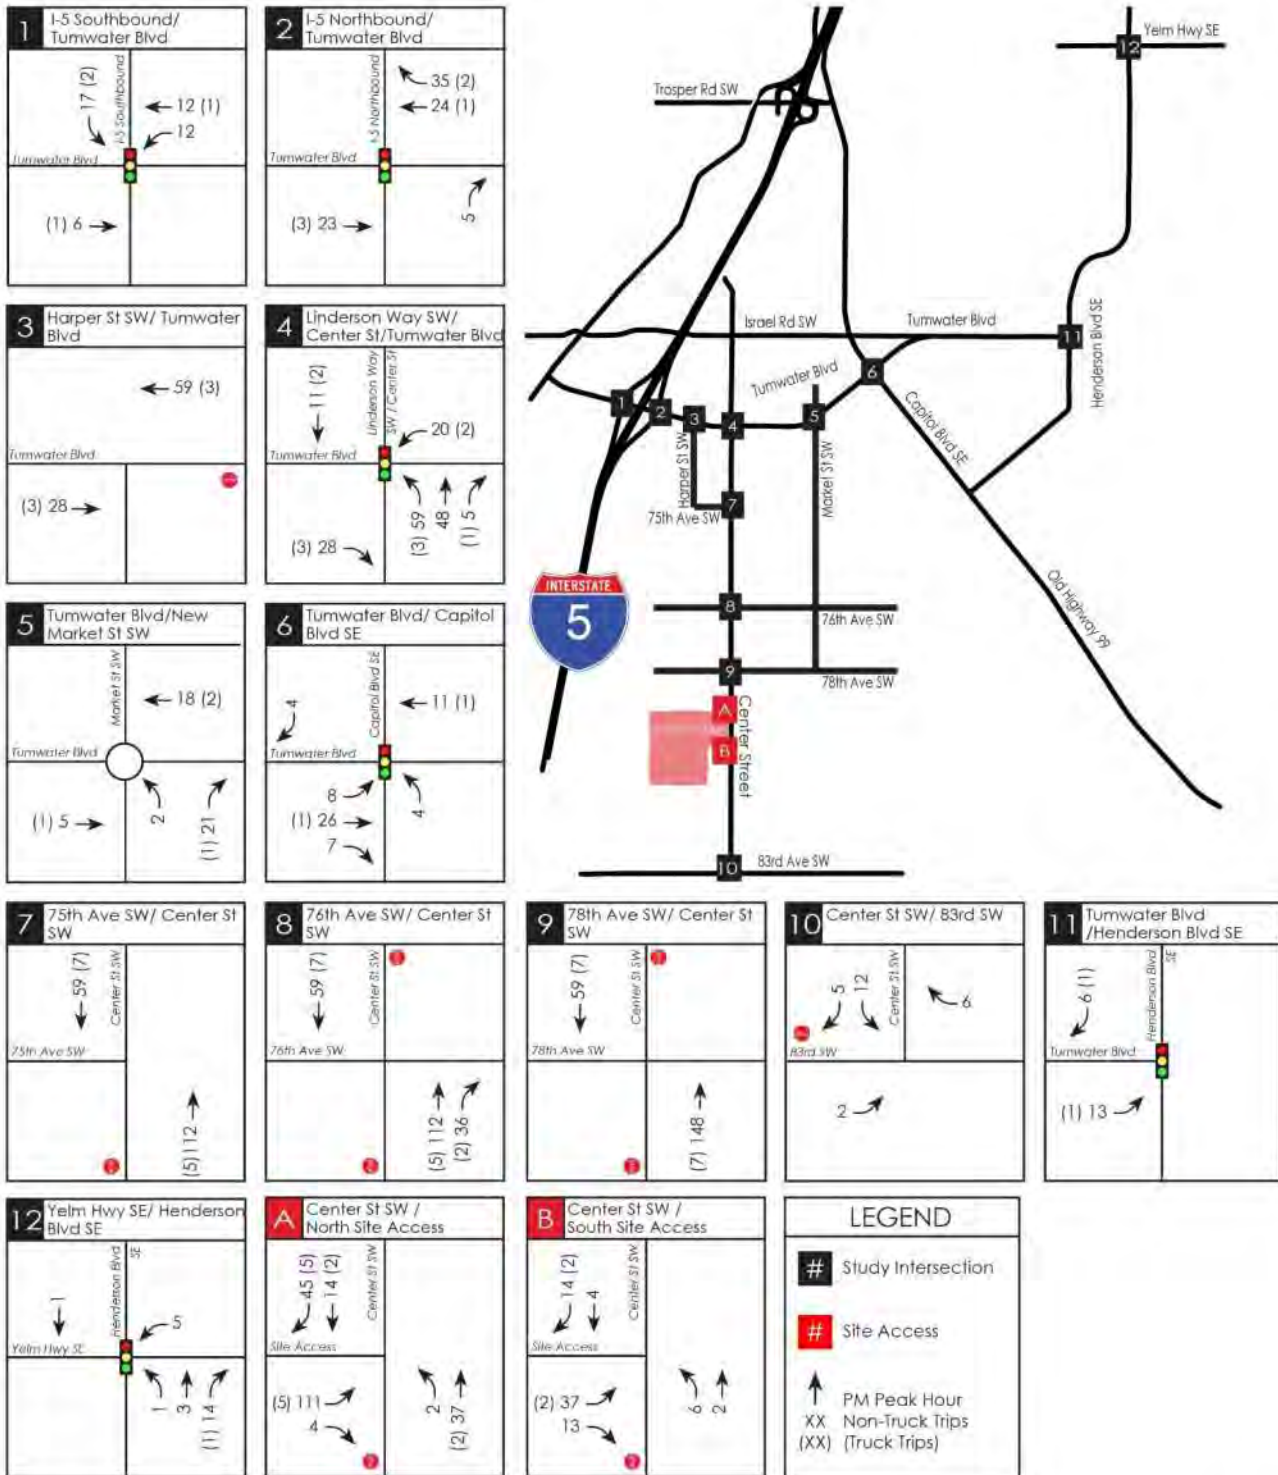 1
I-5 Southbound/
Tumwater Blvd
17 (2)
I-5 Southbound
12 (1)
12
Tumwater Blvd
(1) 6
2
I-5 Northbound/
Tumwater Blvd
35 (2)
24 (1)
I-5 Northbound
Tumwater Blvd
(3) 23
5
3
Harper St SW/ Tumwater
Blvd
59 (3)
Tumwater Blvd
(3) 28
4
Linderson Way SW/
Center St/Tumwater Blvd
11 (2)
Linderson Way
SW / Center St
20 (2)
Tumwater Blvd
(3) 28
(3) 59
48
(1) 5
5
Tumwater Blvd/New
Market St SW
Market St SW
18 (2)
Tumwater Blvd
(1) 5
2
(1) 21
6
Tumwater Blvd/ Capitol
Blvd SE
4
Capitol Blvd SE
11 (1)
Tumwater Blvd
8
(1) 26
7
4
Trosper Rd SW
12
Yelm Hwy SE
Israel Rd SW
Tumwater Blvd
11
Henderson Blvd SE
Tumwater Blvd
6
1
2
3
4
5
Capitol Blvd SE
Harper St SW
Market St SW
7
75th Ave SW
INTERSTATE
5
8
76th Ave SW
Old Highway 99
9
78th Ave SW
A
B
Center Street
10
83rd Ave SW
7
75th Ave SW/ Center St
SW
59 (7)
Center St SW
75th Ave SW
(5) 112
8
76th Ave SW/ Center St
SW
59 (7)
Center St SW
76th Ave SW
(5) 112
(2) 36
9
78th Ave SW/ Center St
SW
59 (7)
Center St SW
78th Ave SW
(7) 148
10
Center St SW/ 83rd SW
5
12
Center St SW
6
83rd SW
2
11
Tumwater Blvd
/Henderson Blvd SE
6 (1)
Henderson Blvd
SE
Tumwater Blvd
(1) 13
12
Yelm Hwy SE/ Henderson
Blvd SE
1
Henderson Blvd
SE
5
Yelm Hwy SE
1
3
(1) 14
A
Center St SW /
North Site Access
45 (5)
14 (2)
Center St SW
Site Access
(5) 111
4
2
(2) 37
B
Center St SW /
South Site Access
14 (2)
4
Center St SW
Site Access
(2) 37
13
6
2
LEGEND
# Study Intersection
# Site Access
PM Peak Hour
XX Non-Truck Trips
(XX) (Truck Trips)